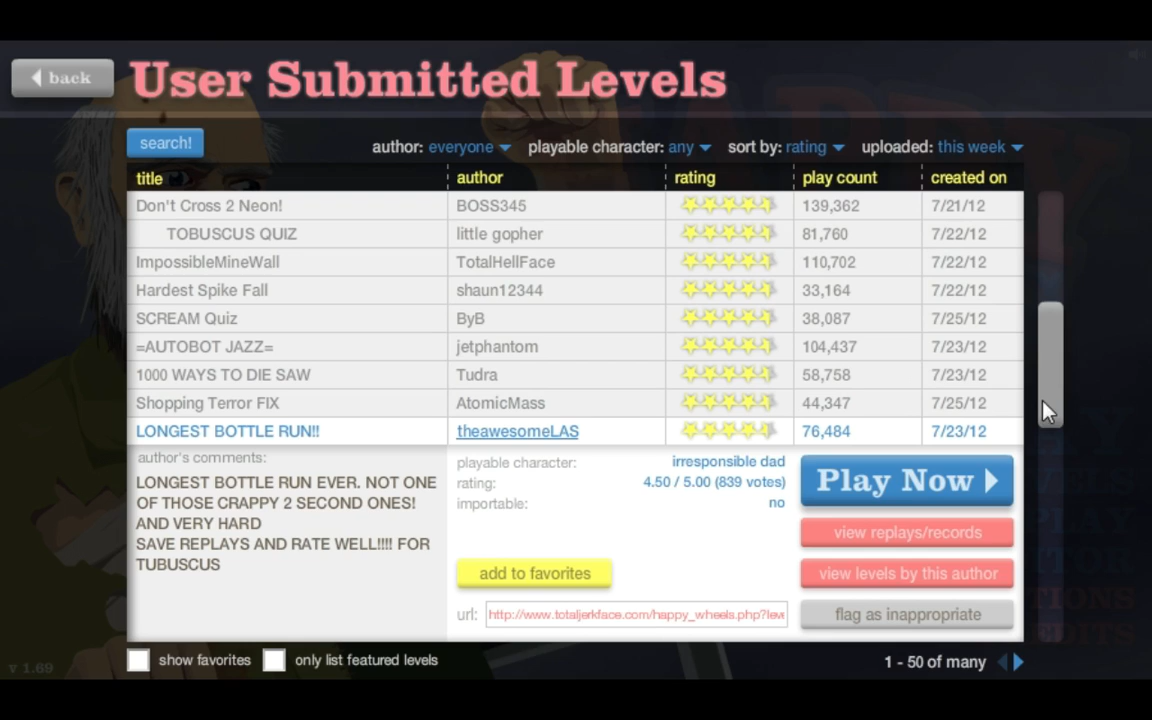 back
User Submitted Levels
search!
author: everyone playable character: any sort by: rating uploaded: this week
title author rating play count created on
Don't Cross 2 Neon! BOSS345 139,362 7/21/12
TOBUSCUS QUIZ little gopher 81,760 7/22/12
ImpossibleMineWall TotalHellFace 110,702 7/22/12
Hardest Spike Fall shaun12344 33,164 7/22/12
SCREAM Quiz ByB 38,087 7/25/12
=AUTOBOT JAZZ= jetphantom 104,437 7/23/12
1000 WAYS TO DIE SAW Tudra 58,758 7/23/12
Shopping Terror FIX AtomicMass 44,347 7/25/12
LONGEST BOTTLE RUN!! theawesomeLAS 76,484 7/23/12
author's comments:
LONGEST BOTTLE RUN EVER. NOT ONE
OF THOSE CRAPPY 2 SECOND ONES!
AND VERY HARD
SAVE REPLAYS AND RATE WELL!!!! FOR
TUBUSCUS
playable character: irresponsible dad
rating: 4.50 / 5.00 (839 votes)
importable: no
add to favorites
url: http://www.totaljerkface.com/happy_wheels.php?leve
Play Now
view replays/records
view levels by this author
flag as inappropriate
show favorites only list featured levels
1 - 50 of many
v 1.69